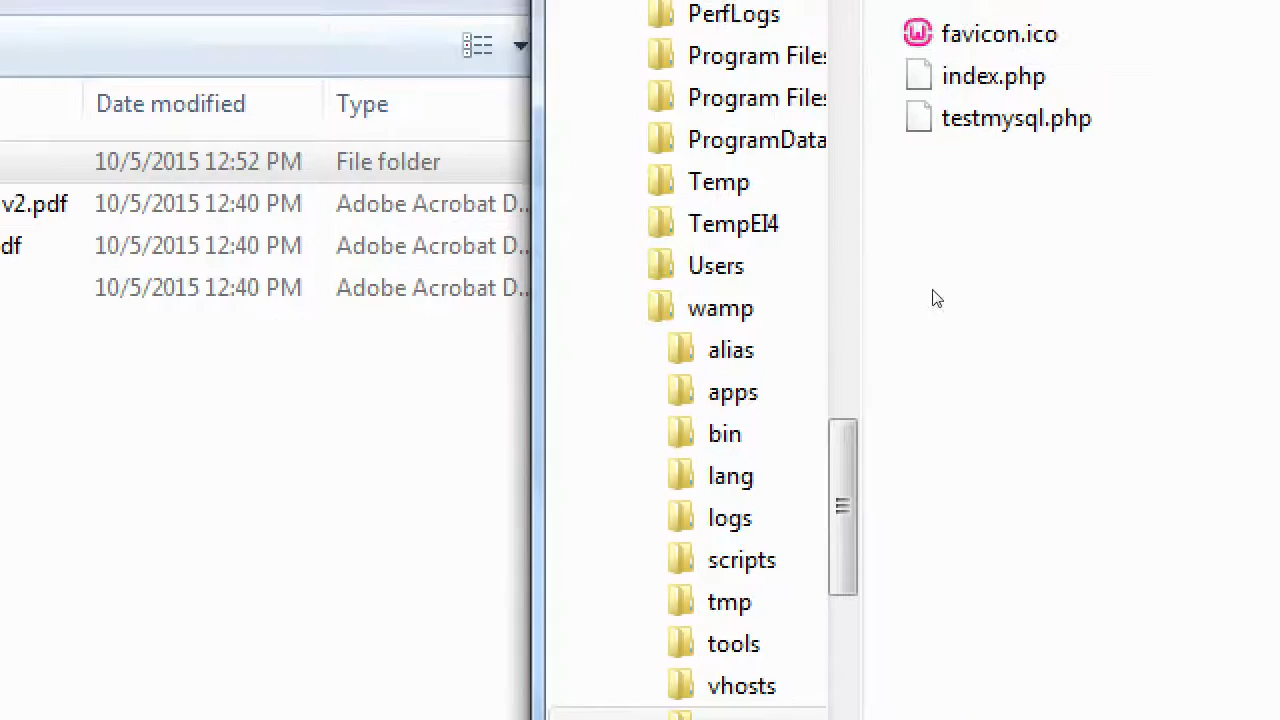 Date modified Type
10/5/2015 12:52 PM File folder
v2.pdf 10/5/2015 12:40 PM Adobe Acrobat D...
df 10/5/2015 12:40 PM Adobe Acrobat D...
10/5/2015 12:40 PM Adobe Acrobat D...
PerfLogs
Program Files
Program Files
ProgramData
Temp
TempEI4
Users
wamp
alias
apps
bin
lang
logs
scripts
tmp
tools
vhosts
favicon.ico
index.php
testmysql.php